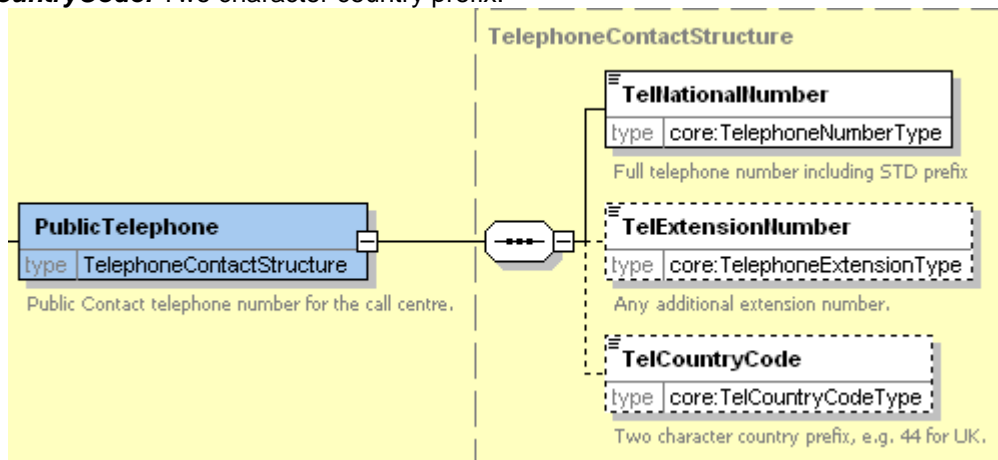 ountryCode: Two character country prefix.
TelephoneContactStructure
TelNationalNumber
type core:TelephoneNumberType
Full telephone number including STD prefix
PublicTelephone
type TelephoneContactStructure
Public Contact telephone number for the call centre.
TelExtensionNumber
type core:TelephoneExtensionType
Any additional extension number.
TelCountryCode
type core:TelCountryCodeType
Two character country prefix, e.g. 44 for UK.